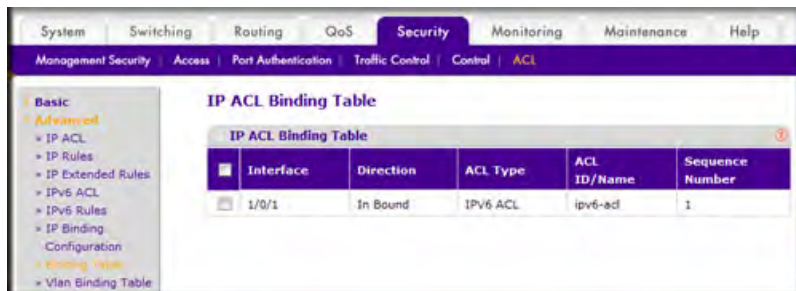 System Switching Routing QoS Security Monitoring Maintenance Help
Management Security Access Port Authentication Traffic Control Control ACL
Basic
Advanced
» IP ACL
» IP Rules
» IP Extended Rules
» IPv6 ACL
» IPv6 Rules
» IP Binding
Configuration
» Binding Table
» Vlan Binding Table
IP ACL Binding Table
IP ACL Binding Table
Interface Direction ACL Type ACL ID/Name Sequence Number
1/0/1 In Bound IPV6 ACL ipv6-acl 1